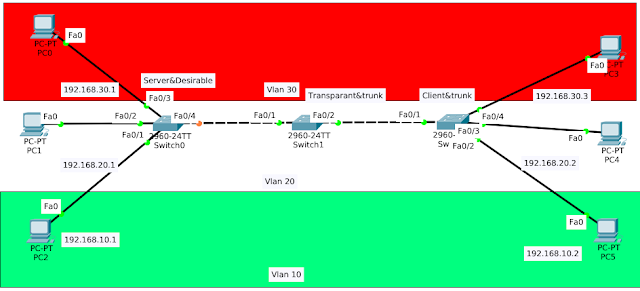 Fa0
PC-PT
PC0
192.168.30.1
Server&Desirable
Fa0/3
Vlan 30
Transparant&trunk
Client&trunk
Fa0
192.168.30.3
Fa0
PC-PT
PC1
Fa0/2
Fa0/1
Fa0/4
2960-24TT
Switch0
Fa0/1
Fa0/2
2960-24TT
Switch1
Fa0/1
2960-
Sw
Fa0/4
Fa0/3
Fa0/2
Fa0
PC-PT
PC4
192.168.20.1
192.168.20.2
Vlan 20
Fa0
PC-PT
PC2
192.168.10.1
Fa0
PC-PT
PC5
192.168.10.2
Vlan 10